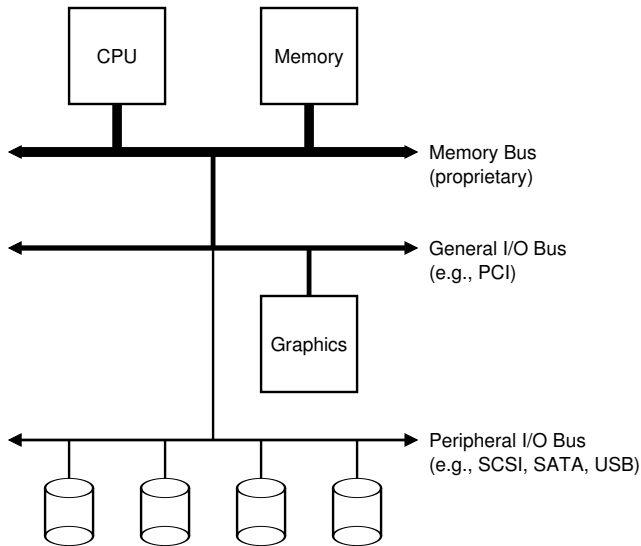 CPU
Memory
Memory Bus
(proprietary)
General I/O Bus
(e.g., PCI)
Graphics
Peripheral I/O Bus
(e.g., SCSI, SATA, USB)